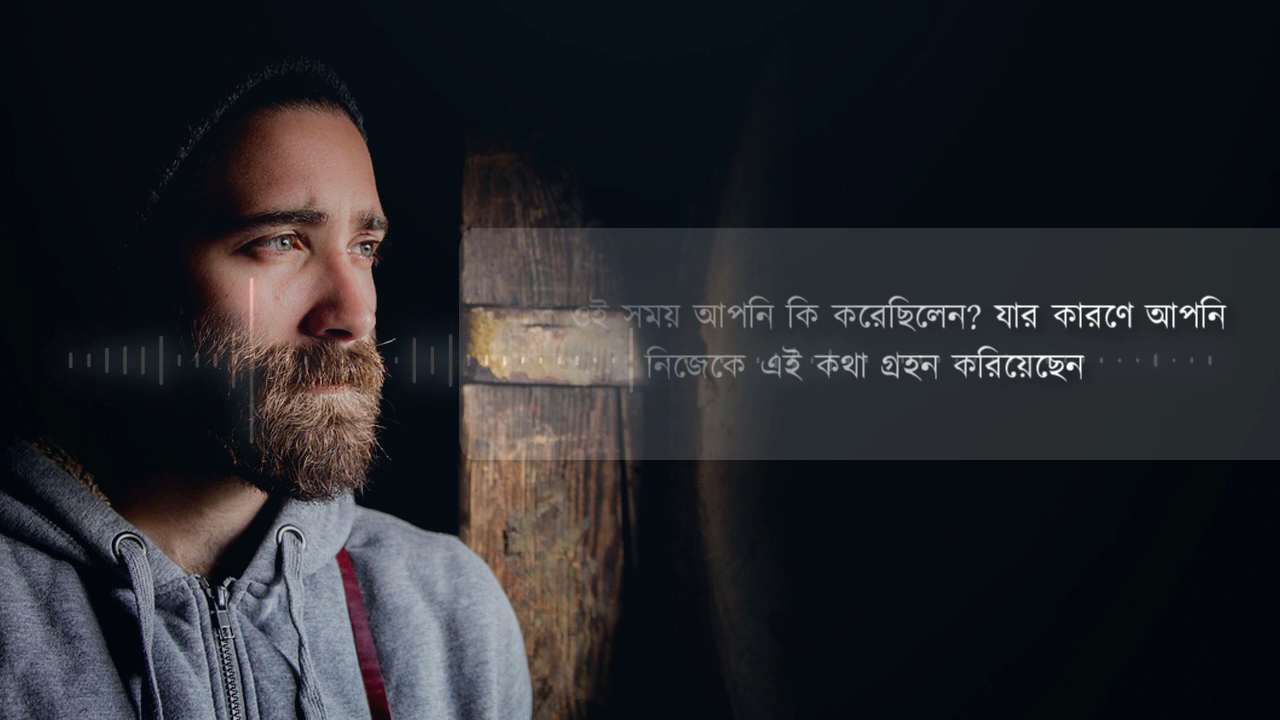 ওই সময় আপনি কি করেছিলেন? যার কারণে আপনি
নিজেকে এই কথা গ্রহন করিয়েছেন